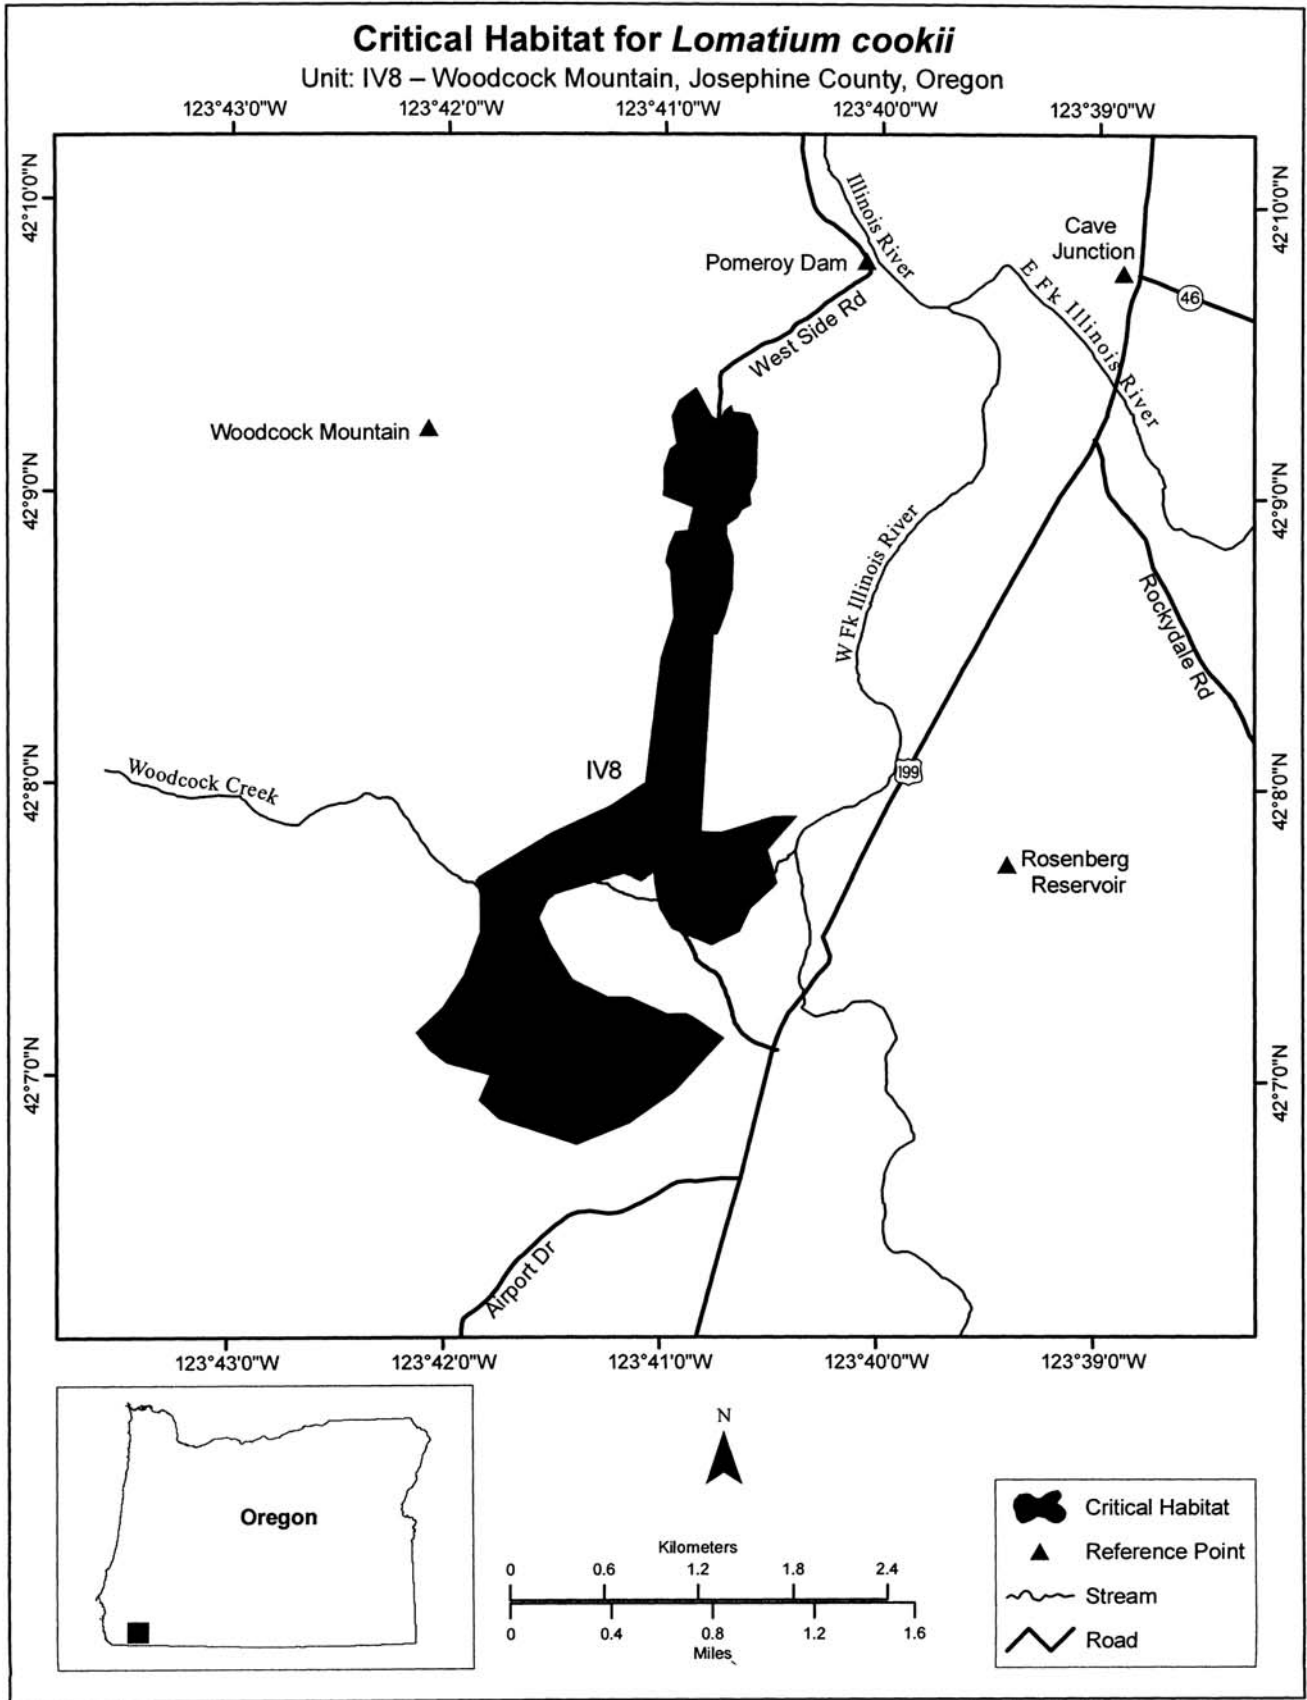 Critical Habitat for Lomatium cookii
Unit: IV8 – Woodcock Mountain, Josephine County, Oregon
123°43'0"W
123°42'0"W
123°41'0"W
123°40'0"W
123°39'0"W
42°10'0"N
42°10'0"N
Illinois River
Cave
Junction
Pomeroy Dam
E Fk Illinois River
46
West Side Rd
Woodcock Mountain
42°9'0"N
42°9'0"N
W Fk Illinois River
Rockydale Rd
IV8
199
Woodcock Creek
42°8'0"N
42°8'0"N
Rosenberg
Reservoir
42°7'0"N
42°7'0"N
Airport Dr
123°43'0"W
123°42'0"W
123°41'0"W
123°40'0"W
123°39'0"W
Oregon
N
Kilometers
0 0.6 1.2 1.8 2.4
0 0.4 0.8 1.2 1.6
Miles
Critical Habitat
Reference Point
Stream
Road